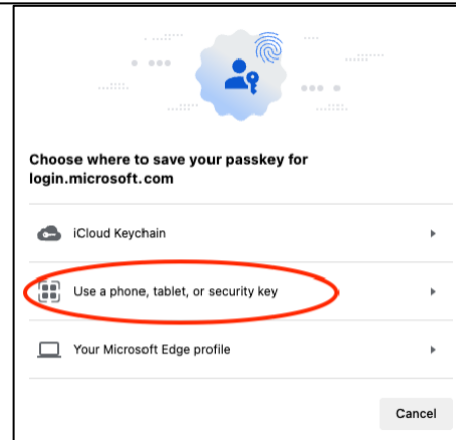 Choose where to save your passkey for
login.microsoft.com
iCloud Keychain
Use a phone, tablet, or security key
Your Microsoft Edge profile
Cancel